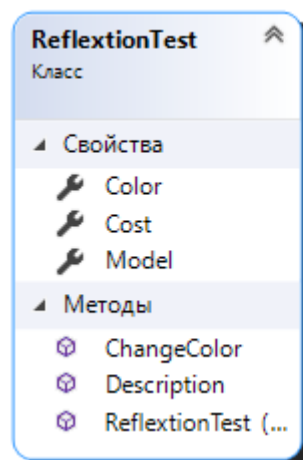 ReflextionTest
Класс
Свойства
Color
Cost
Model
Методы
ChangeColor
Description
ReflextionTest (...